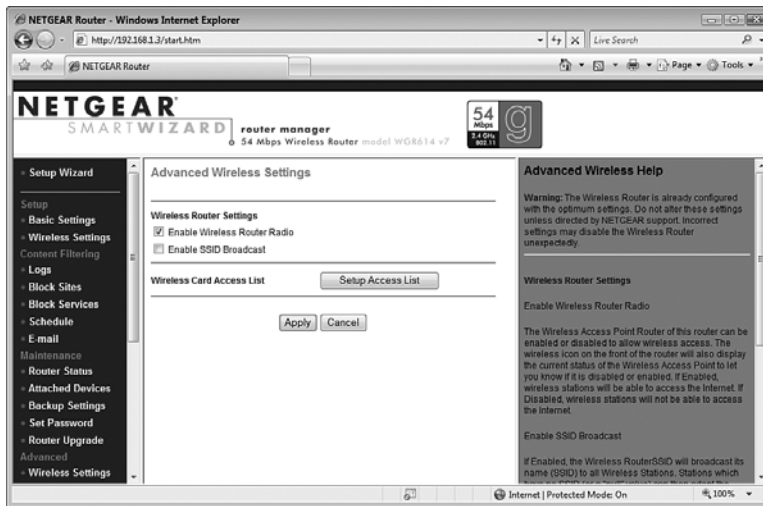 NETGEAR Router - Windows Internet Explorer
http://192.168.1.3/start.htm
Live Search
NETGEAR Router
Page
Tools
NETGEAR®
SMARTWIZARD router manager
54 Mbps Wireless Router model WGR614 v7
54
Mbps
2.4 GHz
802.11
g
Setup Wizard
Setup
Basic Settings
Wireless Settings
Content Filtering
Logs
Block Sites
Block Services
Schedule
E-mail
Maintenance
Router Status
Attached Devices
Backup Settings
Set Password
Router Upgrade
Advanced
Wireless Settings
Advanced Wireless Settings
Wireless Router Settings
Enable Wireless Router Radio
Enable SSID Broadcast
Wireless Card Access List
Setup Access List
Apply
Cancel
Advanced Wireless Help
Warning: The Wireless Router is already configured
with the optimum settings. Do not alter these settings
unless directed by NETGEAR support. Incorrect
settings may disable the Wireless Router
unexpectedly.
Wireless Router Settings
Enable Wireless Router Radio
The Wireless Access Point Router of this router can be
enabled or disabled to allow wireless access. The
wireless icon on the front of the router will also display
the current status of the Wireless Access Point to let
you know if it is disabled or enabled. If Enabled,
wireless stations will be able to access the Internet. If
Disabled, wireless stations will not be able to access
the Internet.
Enable SSID Broadcast
If Enabled, the Wireless RouterSSID will broadcast its
name (SSID) to all Wireless Stations. Stations which
Internet | Protected Mode: On
100%